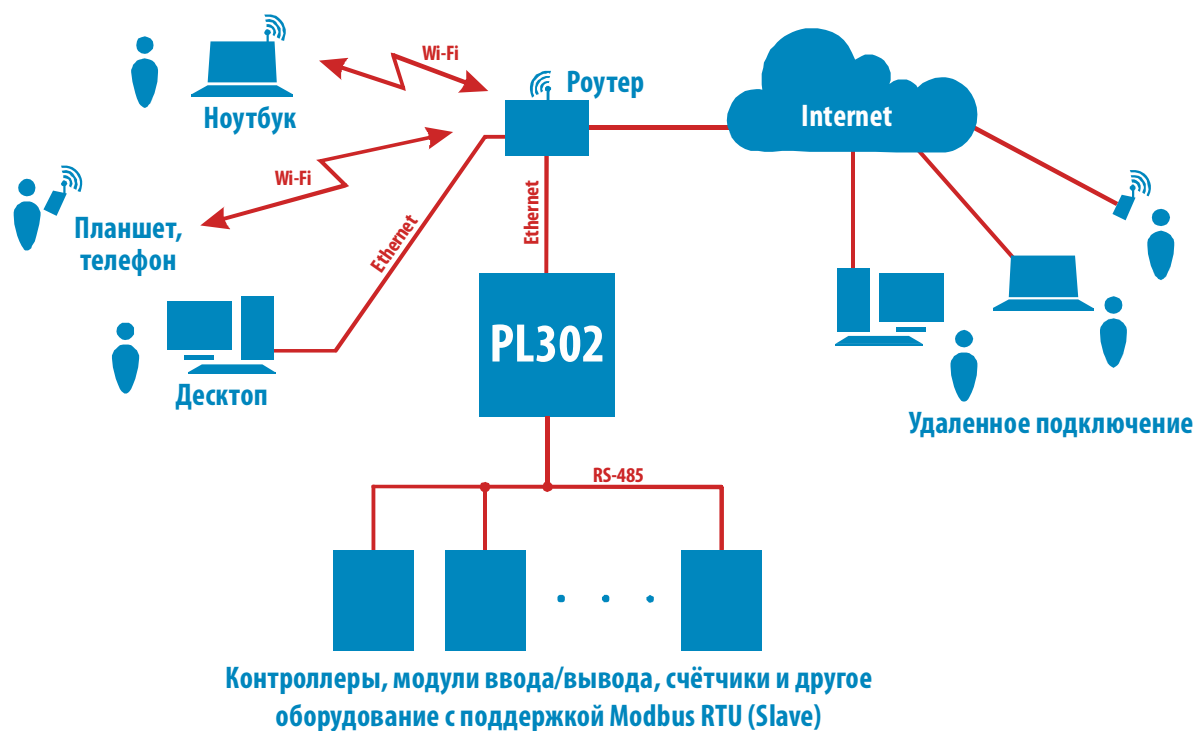 Wi-Fi
Роутер
Ноутбук
Internet
Wi-Fi
Планшет,
телефон
Ethernet
Ethernet
PL302
Десктоп
Удаленное подключение
RS-485
Контроллеры, модули ввода/вывода, счётчики и другое
оборудование с поддержкой Modbus RTU (Slave)